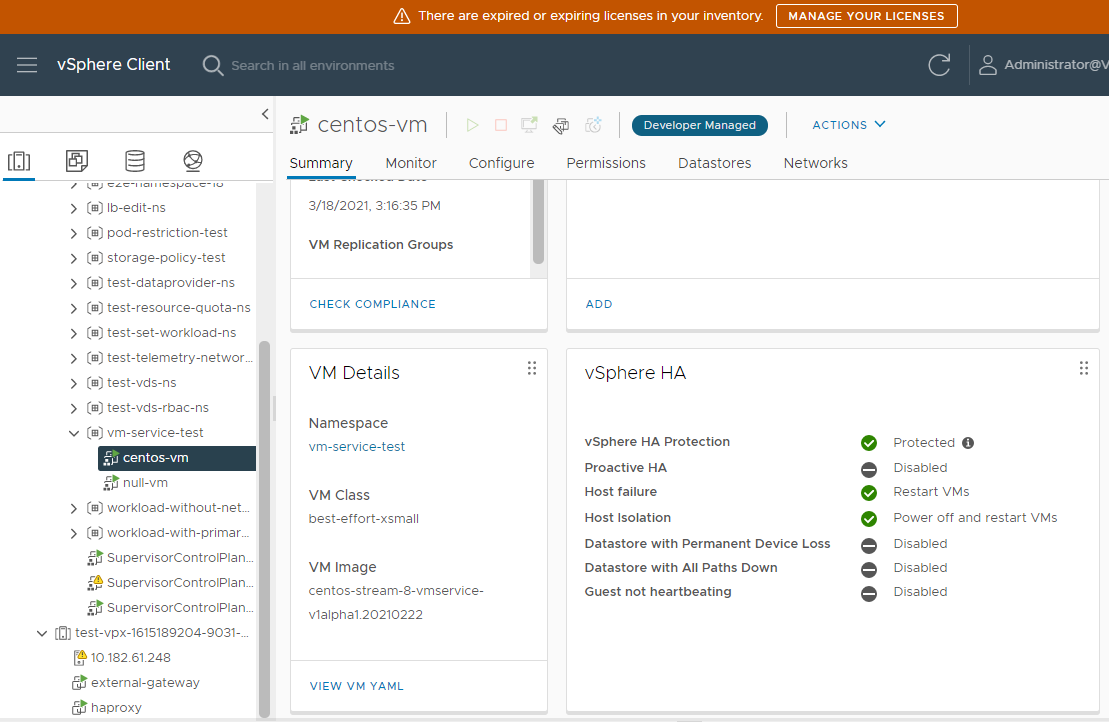 There are expired or expiring licenses in your inventory. MANAGE YOUR LICENSES
vSphere Client Search in all environments Administrator@V
centos-vm Developer Managed ACTIONS
Summary Monitor Configure Permissions Datastores Networks
e2e-namespace-18
lb-edit-ns
pod-restriction-test
storage-policy-test
test-dataprovider-ns
test-resource-quota-ns
test-set-workload-ns
test-telemetry-networ...
test-vds-ns
test-vds-rbac-ns
vm-service-test
centos-vm
null-vm
workload-without-net...
workload-with-primar...
SupervisorControlPlan...
SupervisorControlPlan...
SupervisorControlPlan...
test-vpx-1615189204-9031-...
10.182.61.248
external-gateway
haproxy
Last Checked Date
3/18/2021, 3:16:35 PM
VM Replication Groups
CHECK COMPLIANCE
ADD
VM Details
Namespace
vm-service-test
VM Class
best-effort-xsmall
VM Image
centos-stream-8-vmservice-
v1alpha1.20210222
VIEW VM YAML
vSphere HA
vSphere HA Protection Protected
Proactive HA Disabled
Host failure Restart VMs
Host Isolation Power off and restart VMs
Datastore with Permanent Device Loss Disabled
Datastore with All Paths Down Disabled
Guest not heartbeating Disabled